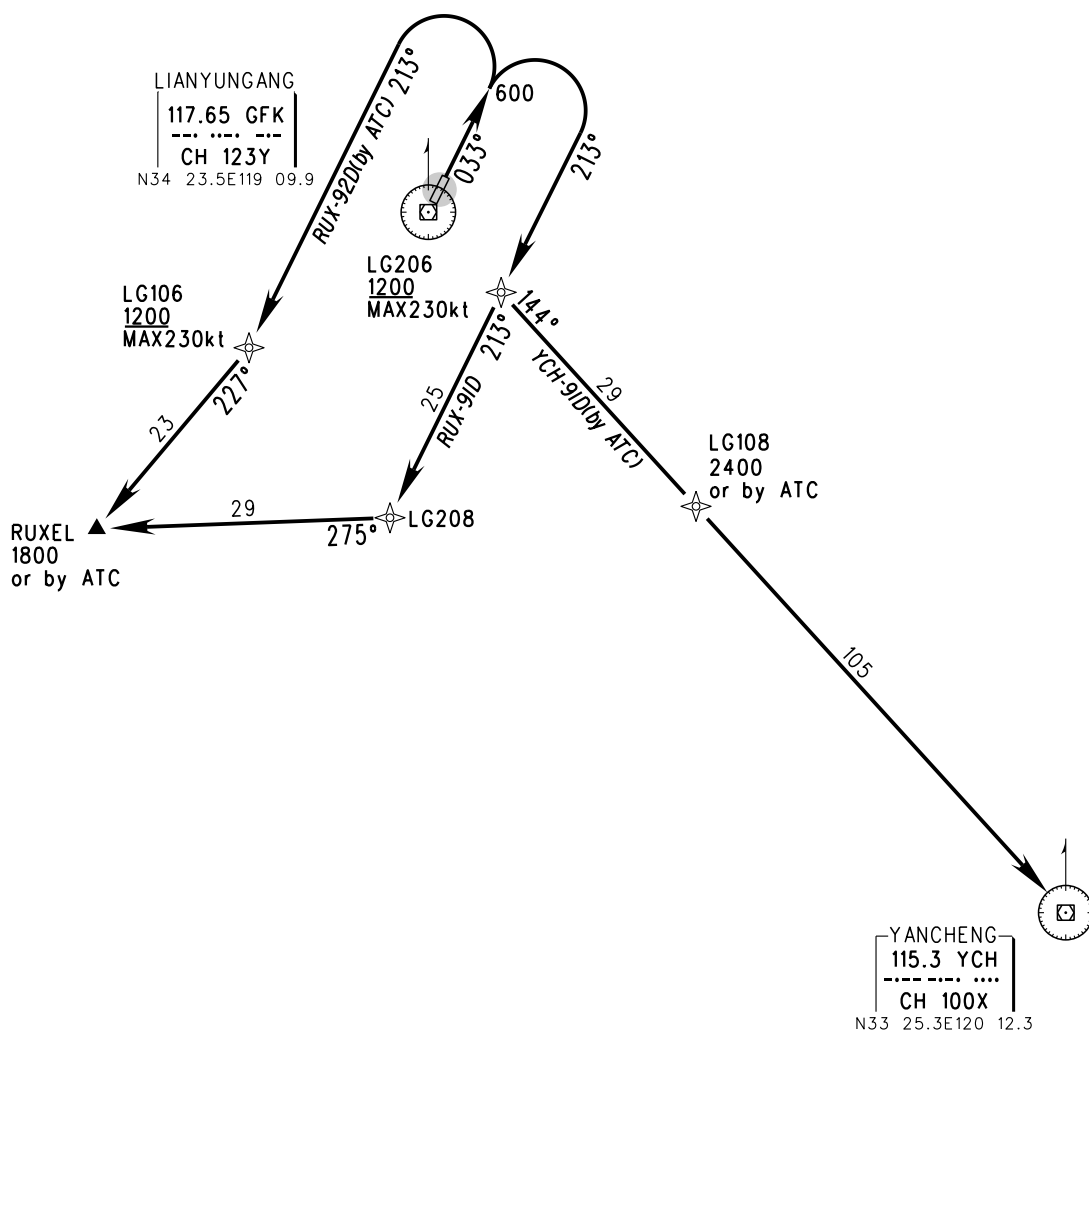 600
LIANYUNGANG
117.65 GFK
CH 123Y
N34 23.5E119 09.9
213°
RUX-92D(by ATC)
033°
213°
LG206
1200
MAX230kt
LG106
1200
MAX230kt
144°
213°
227°
YCH-91D(by ATC)
29
25
RUX-91D
23
LG108
2400
or by ATC
29
LG208
275°
RUXEL
1800
or by ATC
105
YANCHENG
115.3 YCH
CH 100X
N33 25.3E120 12.3